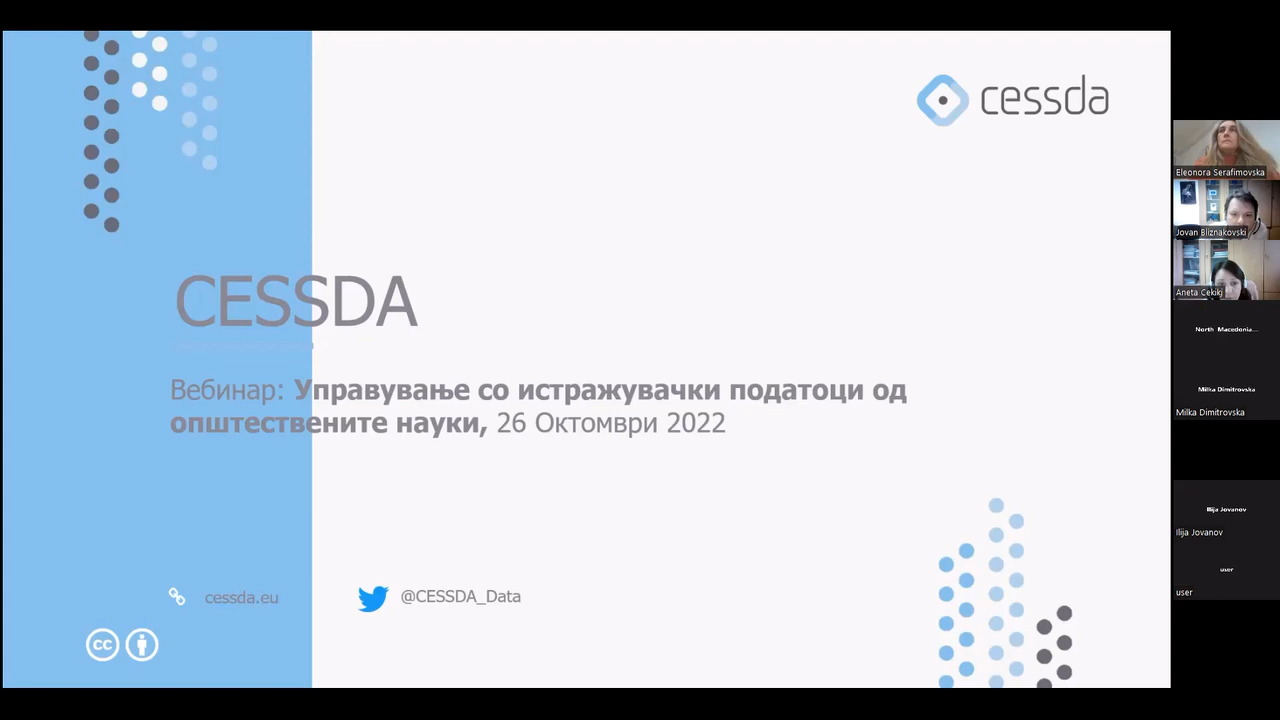 cessda
CESSDA
Вебинар: Управување со истражувачки податоци од
општествените науки, 26 Октомври 2022
cessda.eu
@CESSDA_Data
cc
Eleonora Serafimovska
Jovan Bliznakovski
Aneta Cekikj
North Macedonia...
Milka Dimitrovska
Milka Dimitrovska
Ilija Jovanov
Ilija Jovanov
user
user